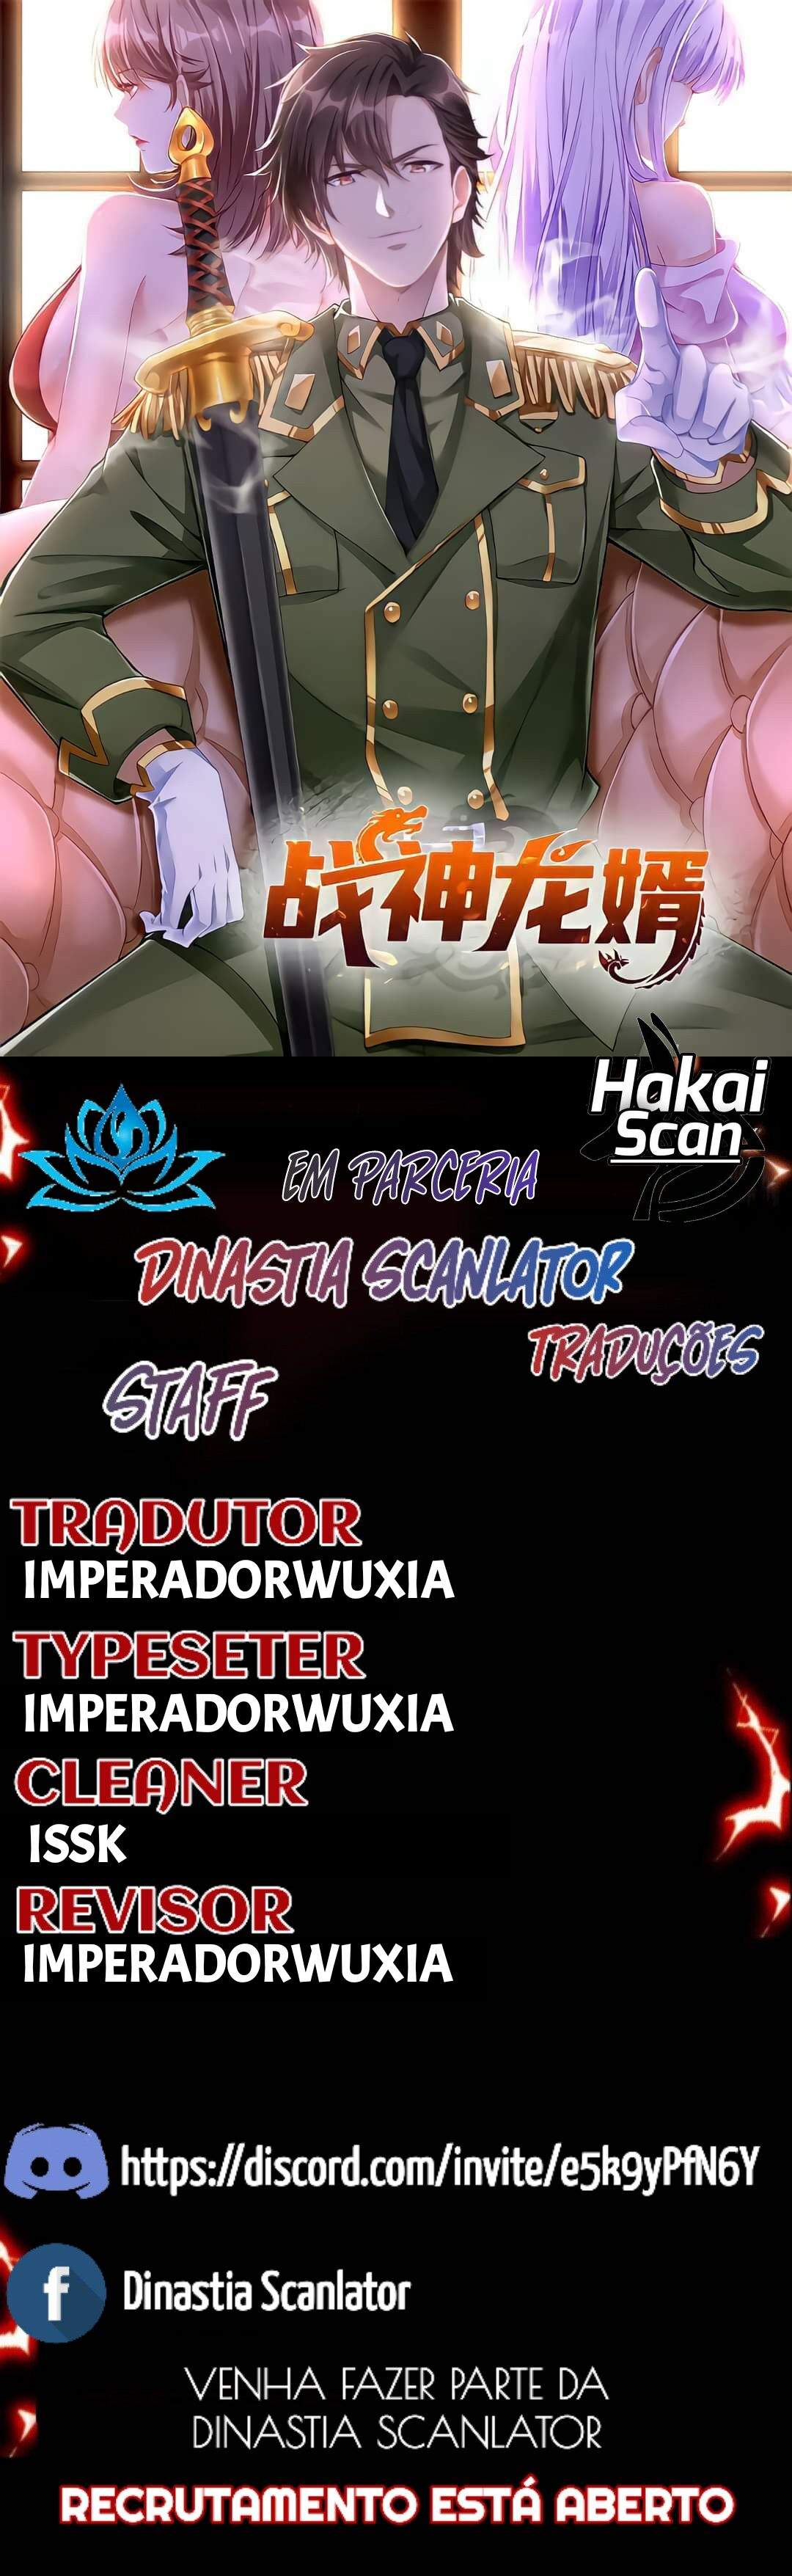 战神龙婿
Hakai
Scan
EM PARCERIA
DINASTIA SCANLATOR
TRADUÇÕES
STAFF
TRADUTOR
IMPERADORWUXIA
TYPESETER
IMPERADORWUXIA
CLEANER
ISSK
REVISOR
IMPERADORWUXIA
https://discord.com/invite/e5k9yPfN6Y
f Dinastia Scanlator
VENHA FAZER PARTE DA
DINASTIA SCANLATOR
RECRUTAMENTO ESTÁ ABERTO